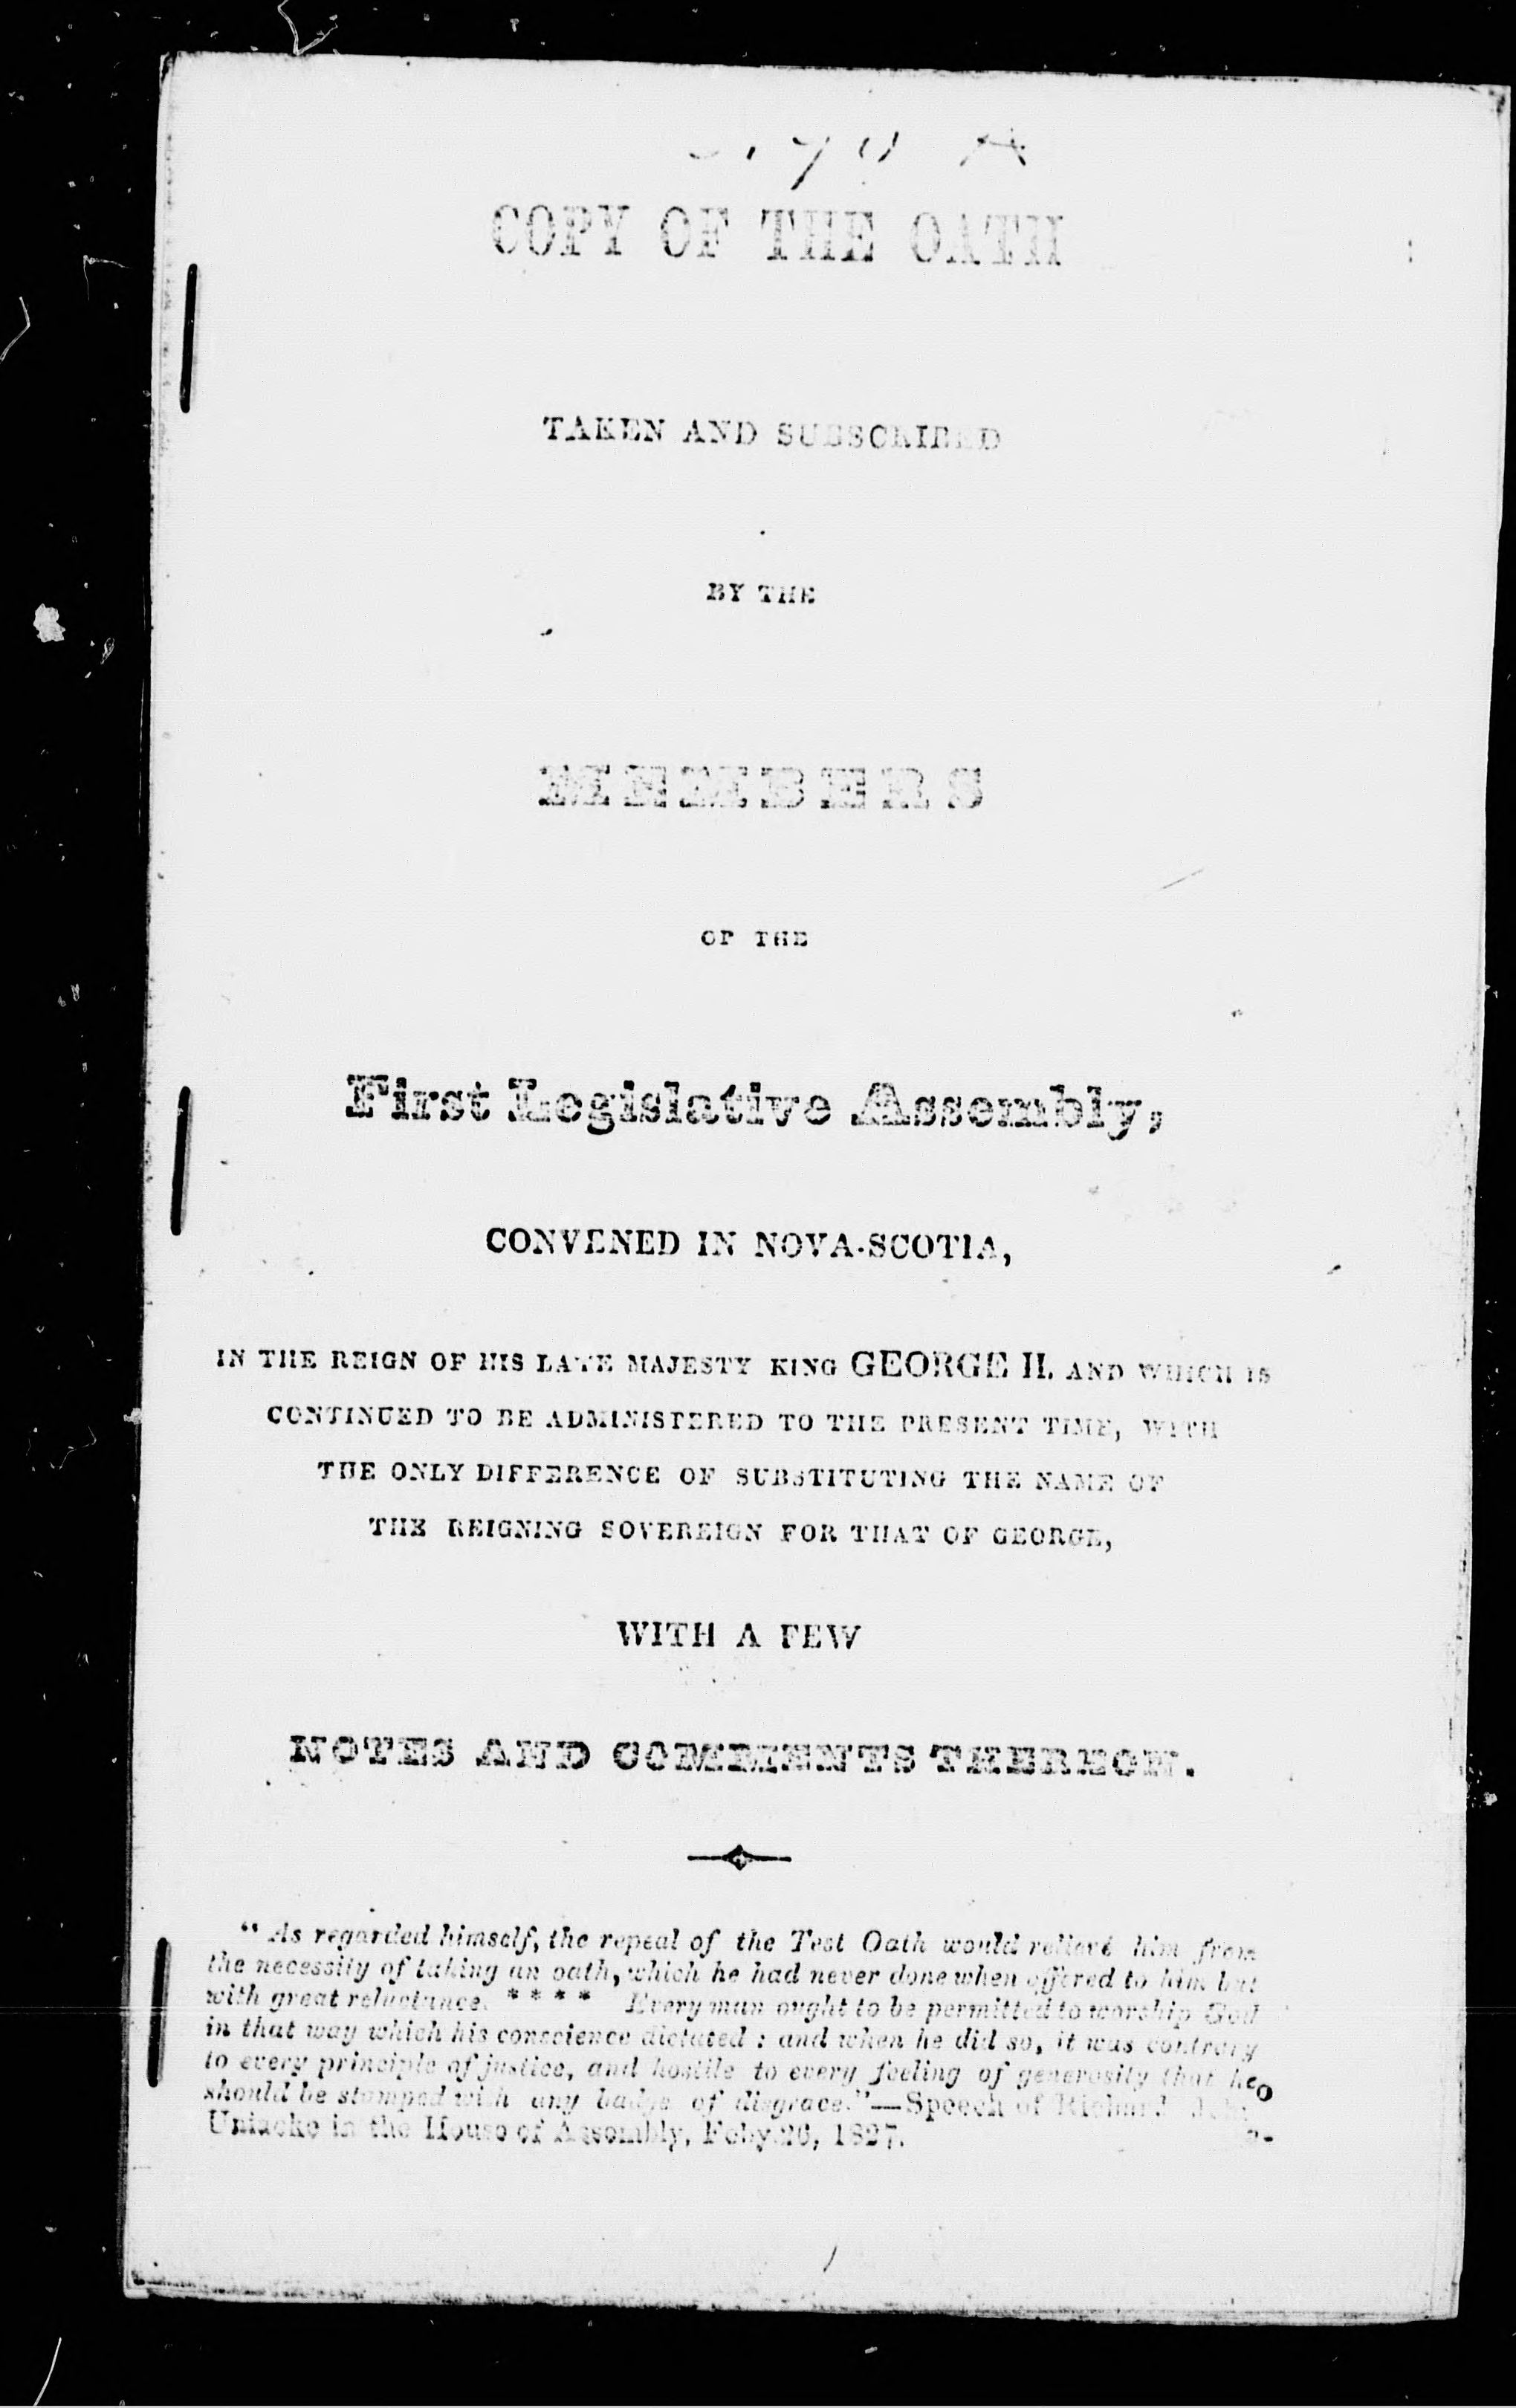 COPY OF THE OATH
TAKEN AND SUBSCRIBED
BY THE
MEMBERS
OF THE
First Legislative Assembly,
CONVENED IN NOVA-SCOTIA,
IN THE REIGN OF HIS LATE MAJESTY KING GEORGE II. AND WHICH IS
CONTINUED TO BE ADMINISTERED TO THE PRESENT TIME, WITH
THE ONLY DIFFERENCE OF SUBSTITUTING THE NAME OF
THE REIGNING SOVEREIGN FOR THAT OF GEORGE,
WITH A FEW
NOTES AND COMMENTS THEREON.
“ As regarded himself, the repeal of the Test Oath would relieve him from
the necessity of taking an oath, which he had never done when offered to him but
with great reluctance. * * * * Every man ought to be permitted to worship God
in that way which his conscience dictated : and when he did so, it was contrary
to every principle of justice, and hostile to every feeling of generosity that he
should be stamped with any badge of disgrace."—Speech of Richard John
Uniacke in the House of Assembly, Feby. 26, 1827.